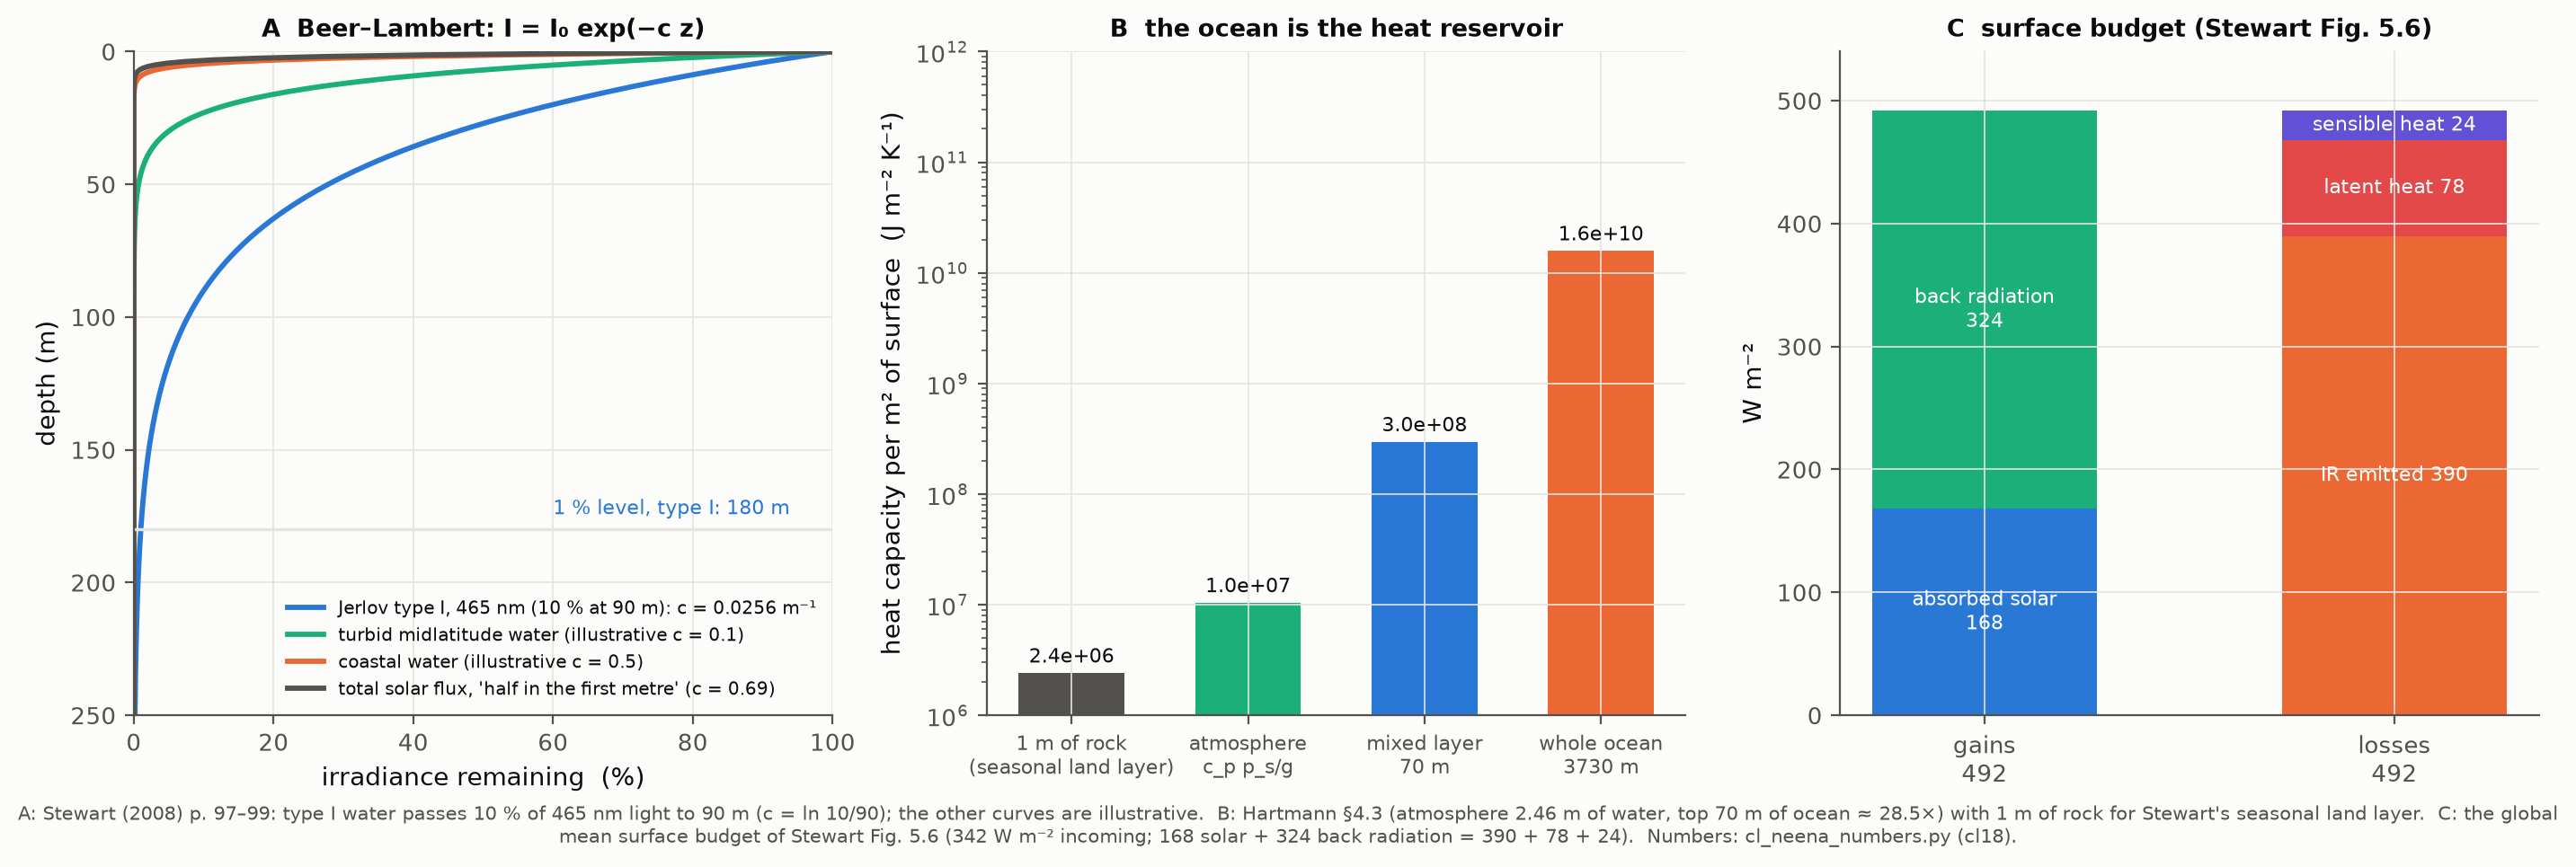 A  Beer–Lambert: I = I₀ exp(−c z)
0
50
100
150
200
250
depth (m)
0 20 40 60 80 100
irradiance remaining  (%)
1 % level, type I: 180 m
Jerlov type I, 465 nm (10 % at 90 m): c = 0.0256 m⁻¹
turbid midlatitude water (illustrative c = 0.1)
coastal water (illustrative c = 0.5)
total solar flux, 'half in the first metre' (c = 0.69)
B  the ocean is the heat reservoir
10¹²
10¹¹
10¹⁰
10⁹
10⁸
10⁷
10⁶
heat capacity per m² of surface  (J m⁻² K⁻¹)
2.4e+06
1.0e+07
3.0e+08
1.6e+10
1 m of rock
(seasonal land layer)
atmosphere
c_p p_s/g
mixed layer
70 m
whole ocean
3730 m
C  surface budget (Stewart Fig. 5.6)
500
400
300
200
100
0
W m⁻²
back radiation
324
absorbed solar
168
sensible heat 24
latent heat 78
IR emitted 390
gains
492
losses
492
A: Stewart (2008) p. 97–99: type I water passes 10 % of 465 nm light to 90 m (c = ln 10/90); the other curves are illustrative.  B: Hartmann §4.3 (atmosphere 2.46 m of water, top 70 m of ocean ≈ 28.5×) with 1 m of rock for Stewart's seasonal land layer.  C: the global
mean surface budget of Stewart Fig. 5.6 (342 W m⁻² incoming; 168 solar + 324 back radiation = 390 + 78 + 24).  Numbers: cl_neena_numbers.py (cl18).